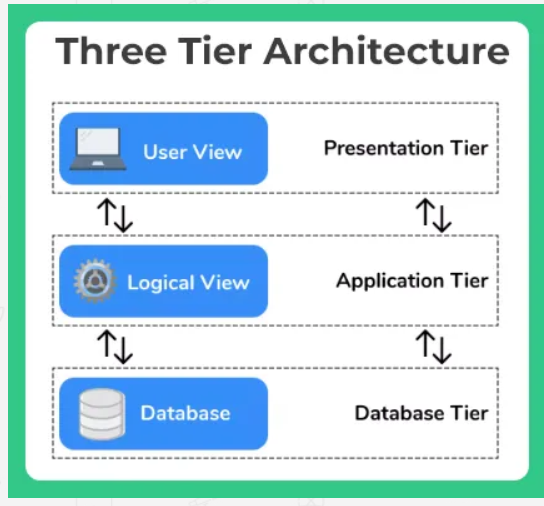 Three Tier Architecture
User View
Presentation Tier
Logical View
Application Tier
Database
Database Tier